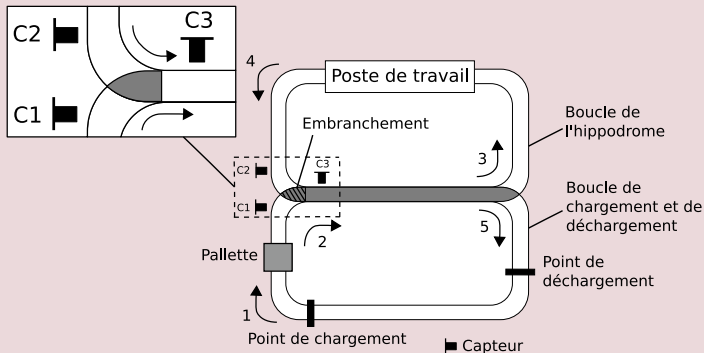 C2
C3
C1
4
Poste de travail
Embranchement
Boucle de
l'hippodrome
C2
C3
3
C1
Boucle de
chargement et de
déchargement
2
5
Pallette
Point de
déchargement
1
Point de chargement
Capteur